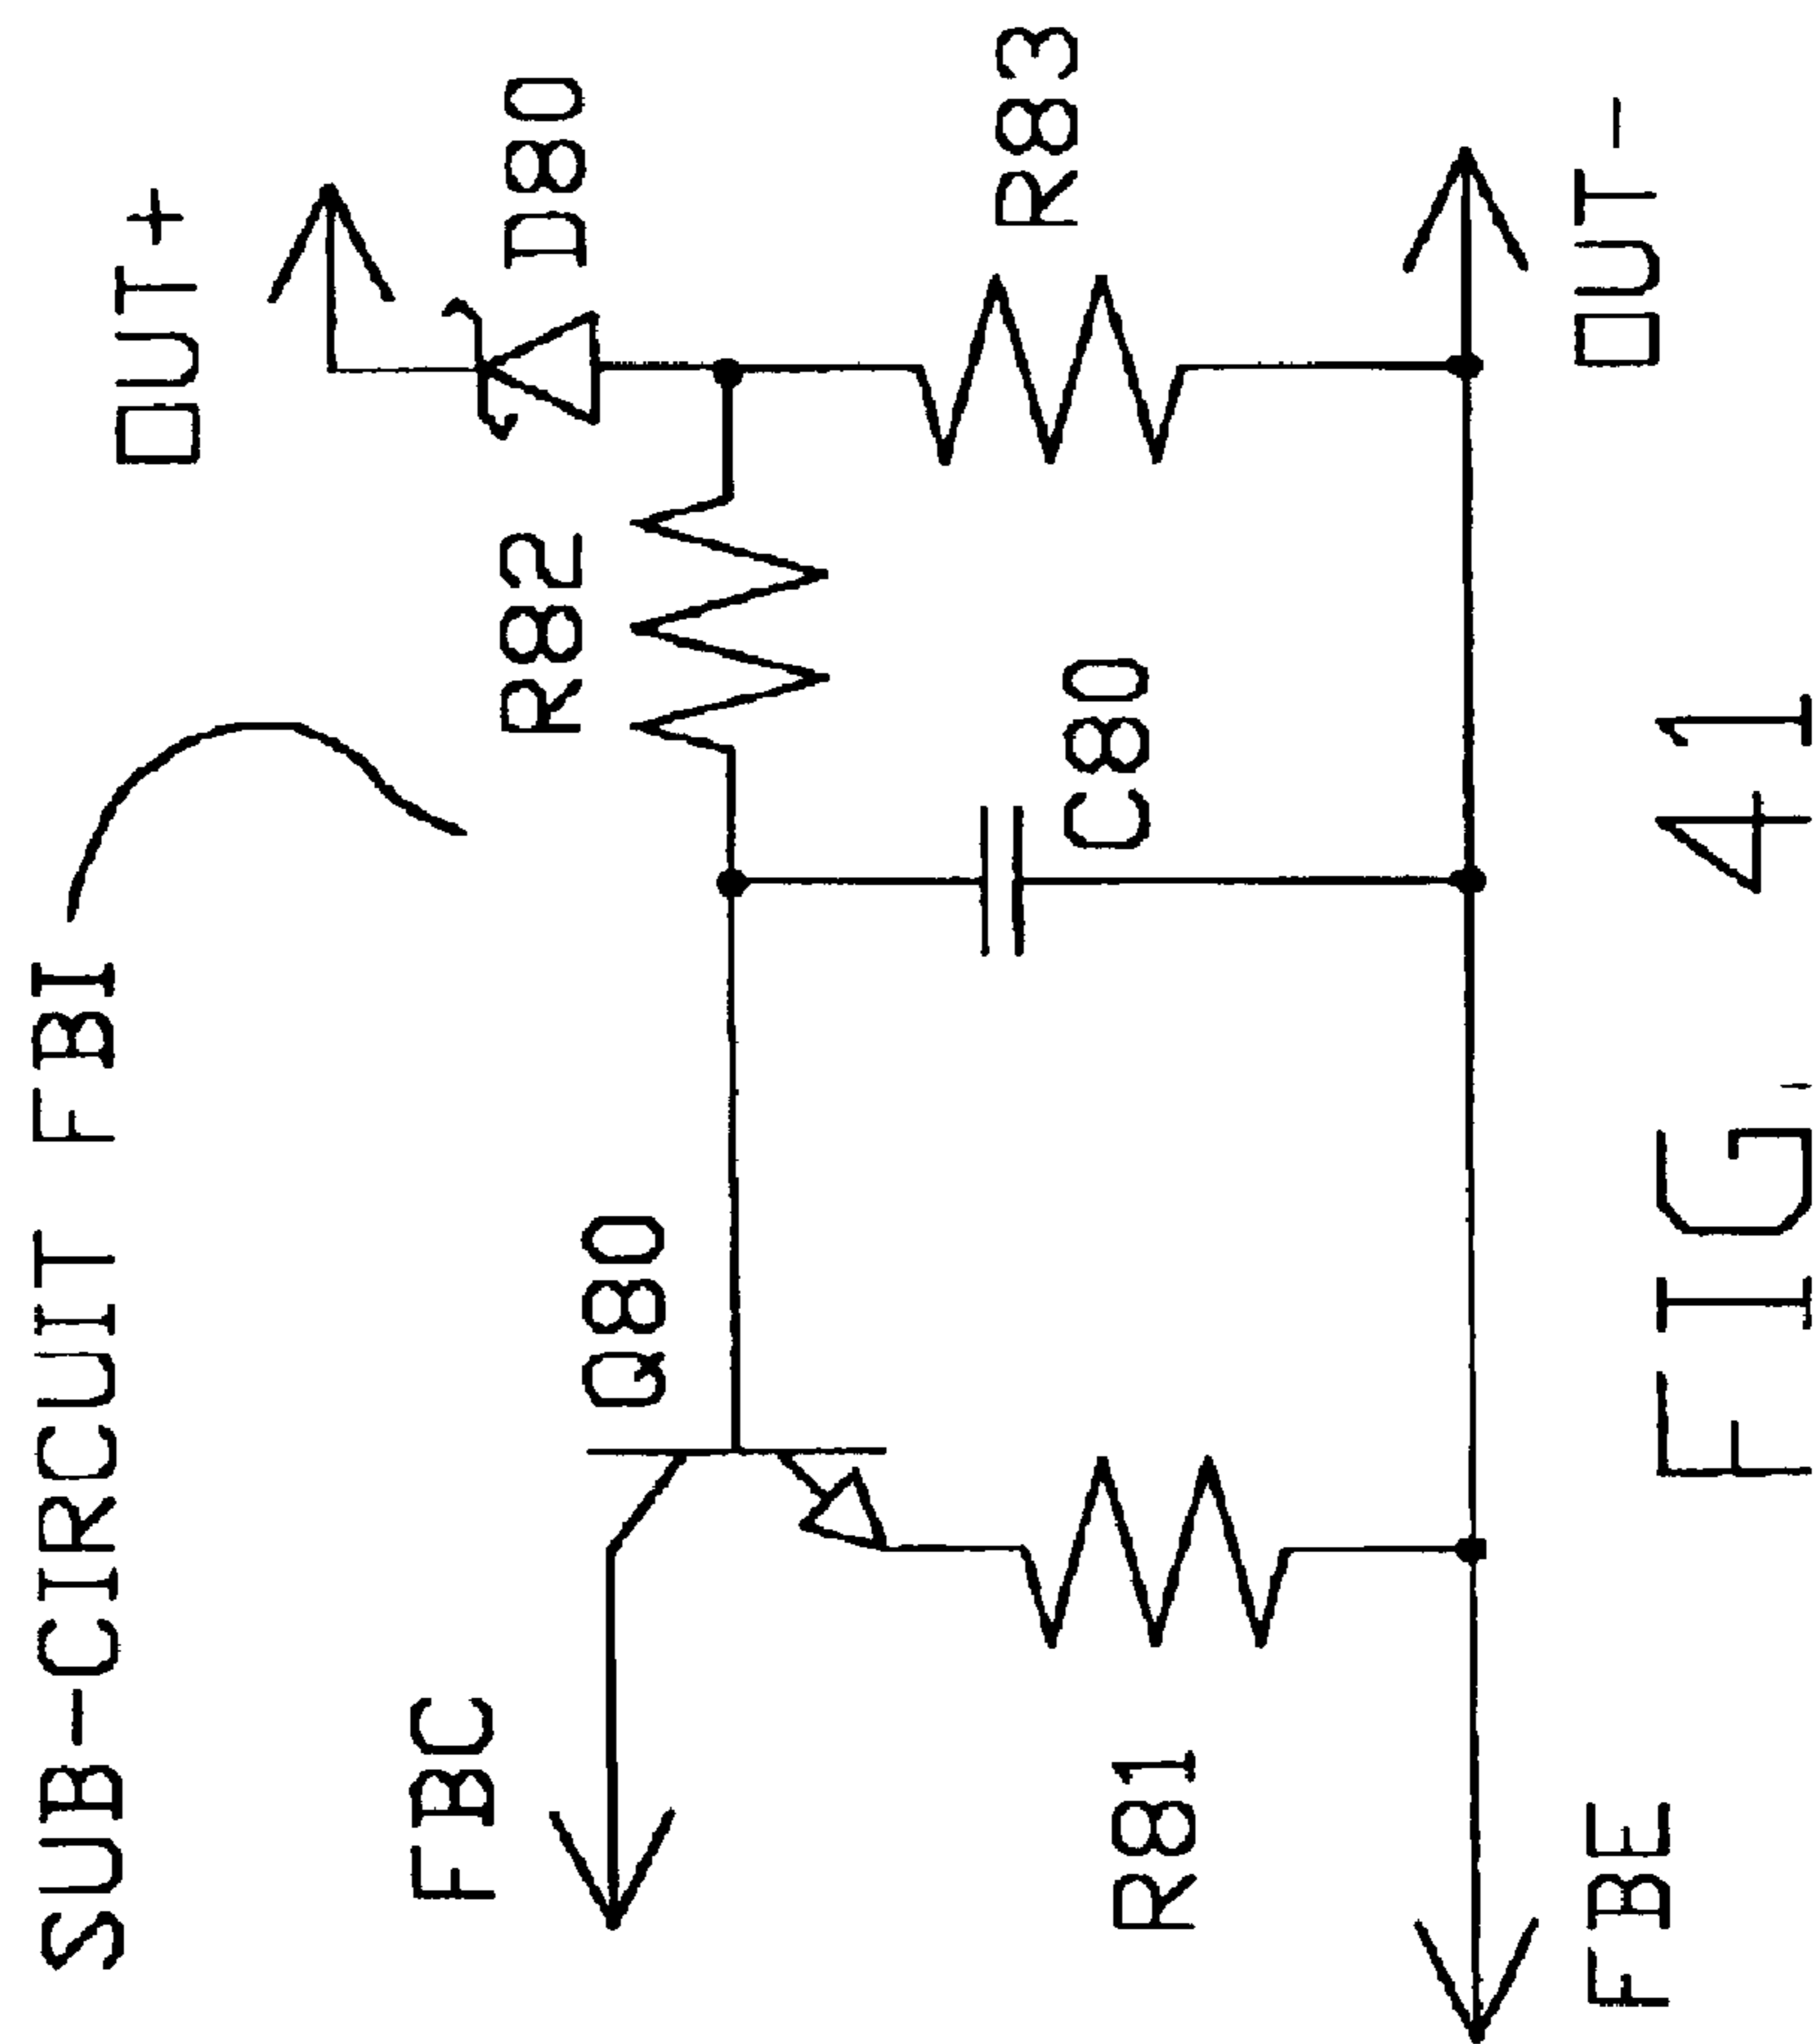 SUB-CIRCUIT FBI
OUT+
FBC
Q80
R82
D80
R81
C80
R83
FBE
OUT-
FIG. 41